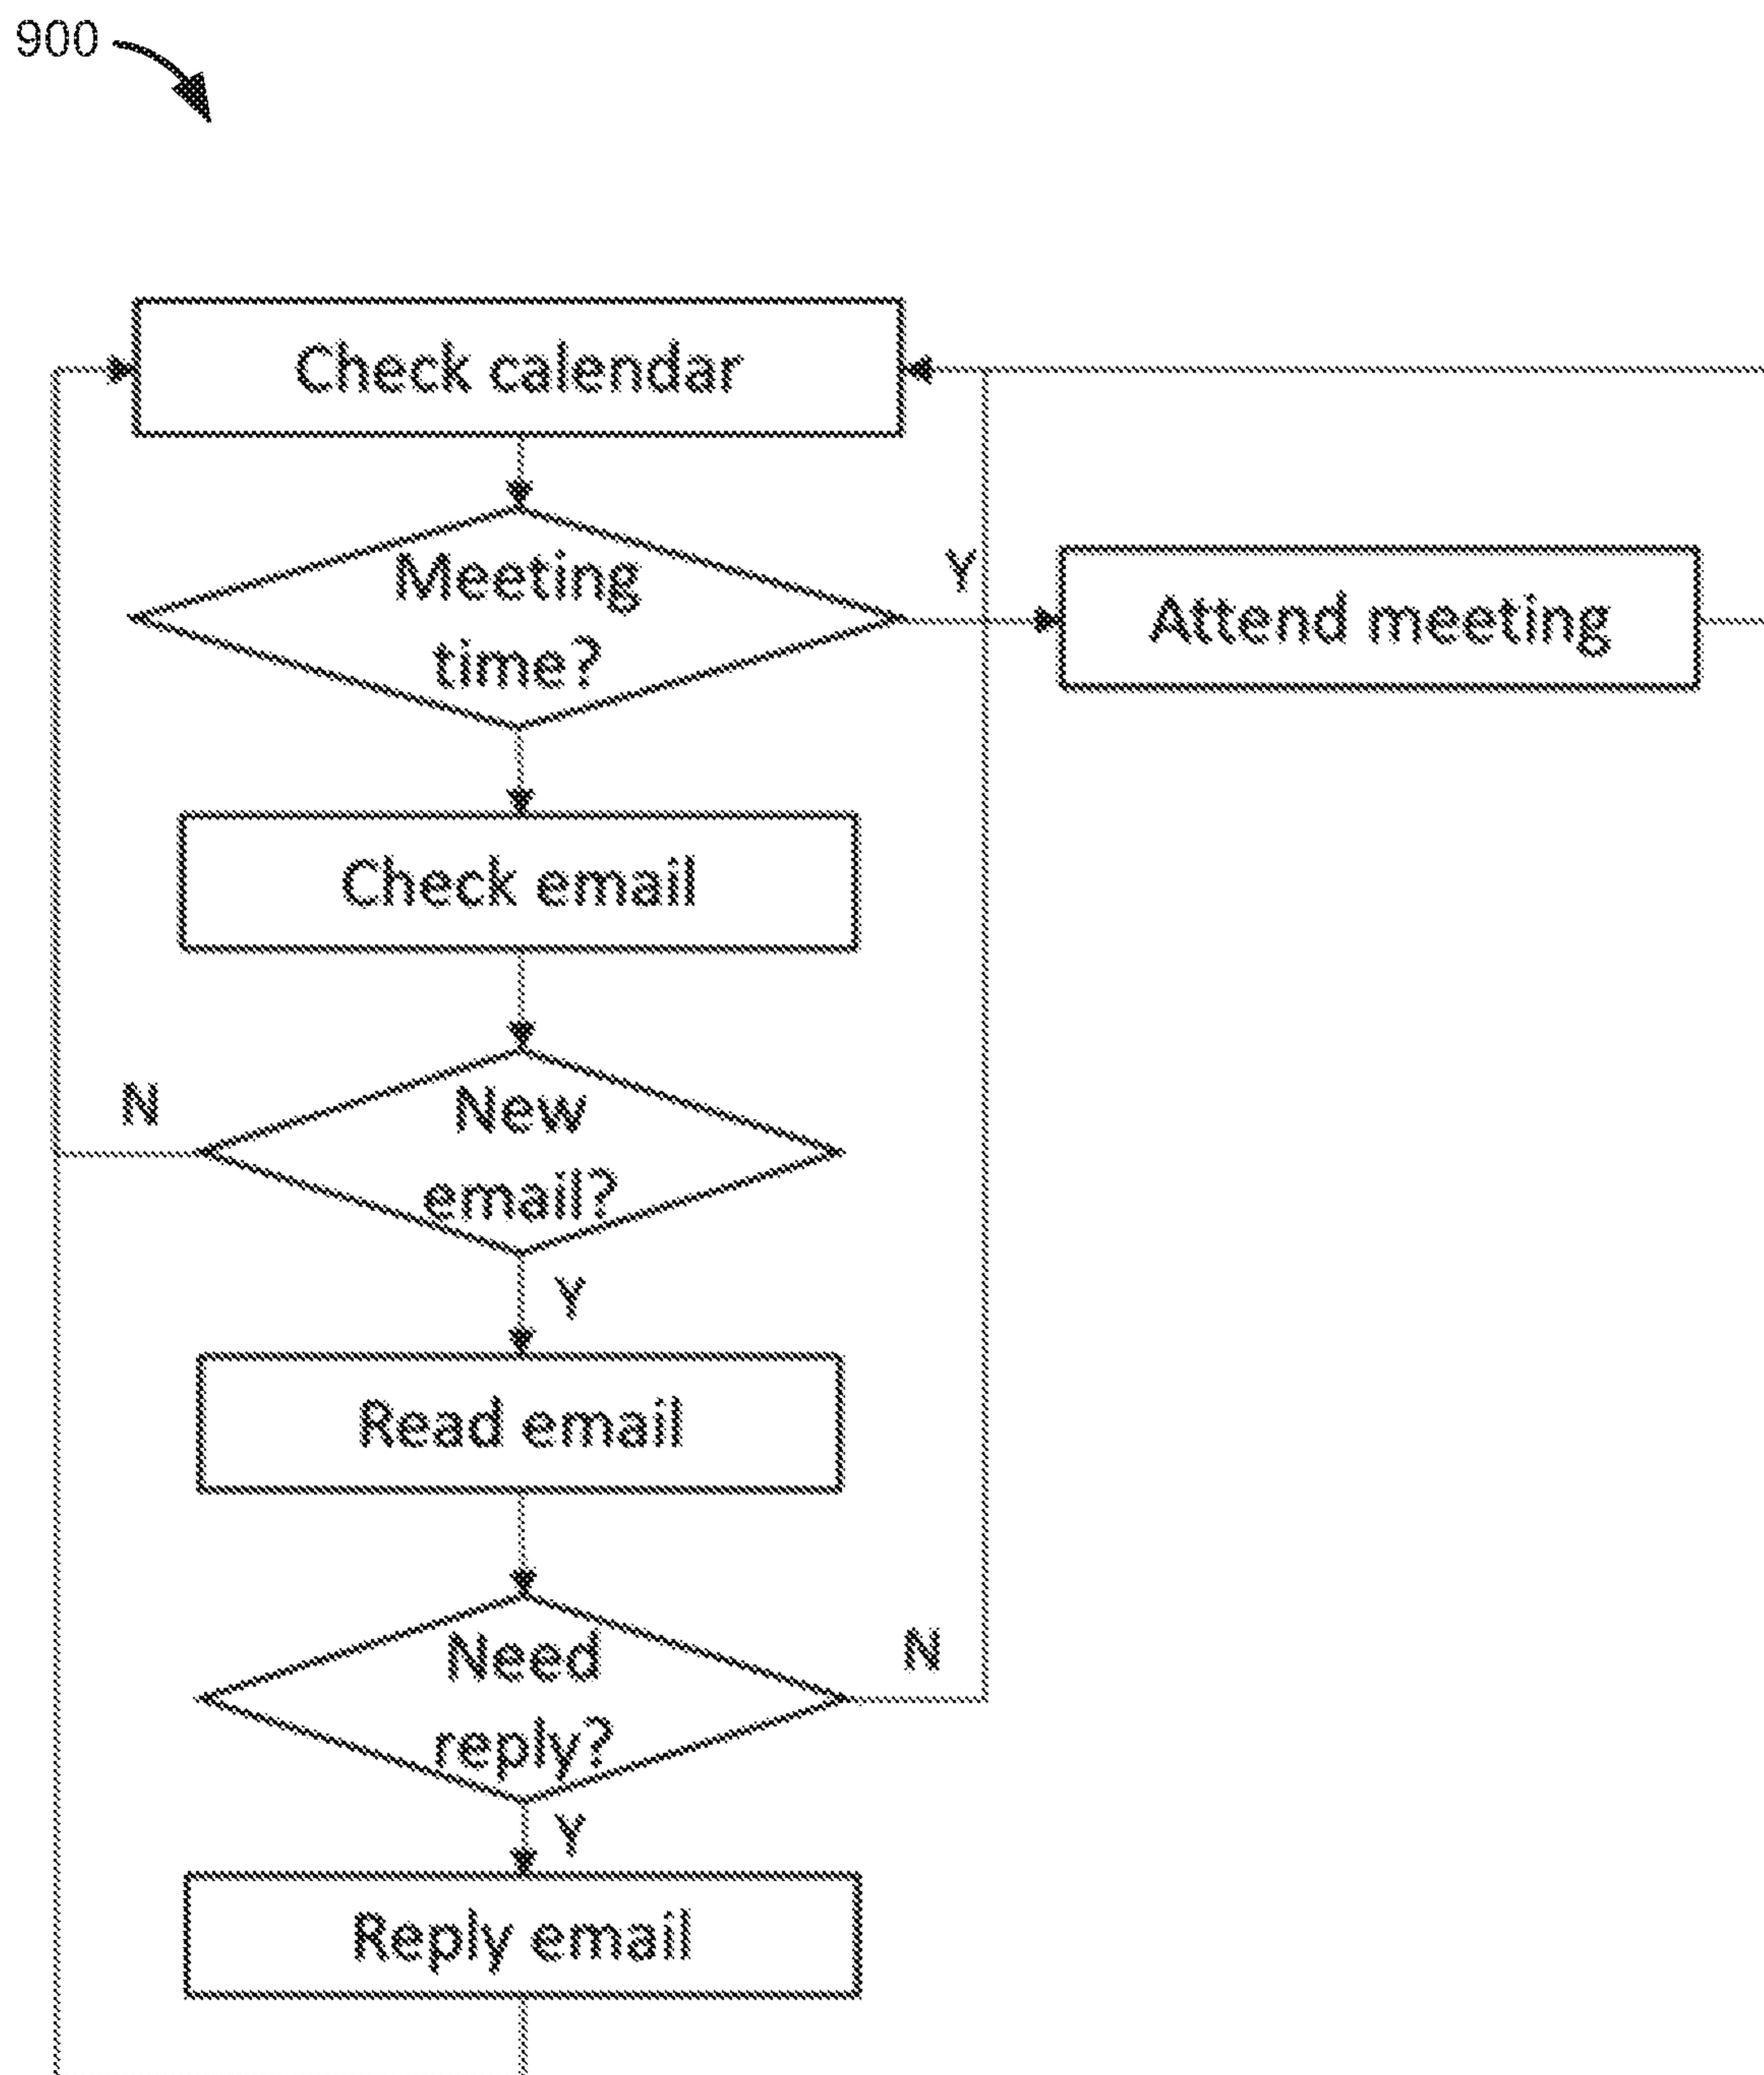 900
Check calendar
Meeting
time?
Y
Attend meeting
Check email
N
New
email?
Y
Read email
Need
reply?
N
Y
Reply email